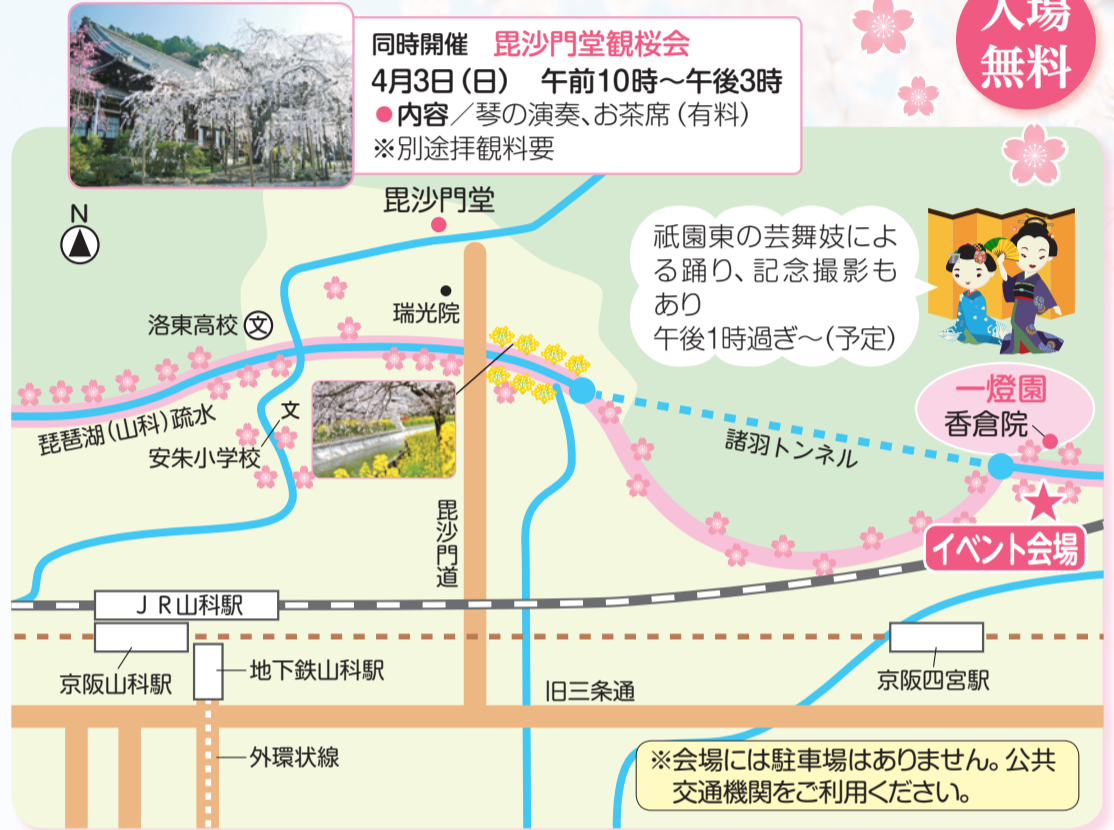 入場
無料
同時開催 毘沙門堂観桜会
4月3日(日) 午前10時～午後3時
●内容／琴の演奏、お茶席(有料)
※別途拝観料要
N
毘沙門堂
祇園東の芸舞妓によ
る踊り、記念撮影も
あり
午後1時過ぎ～(予定)
瑞光院
洛東高校
文
一燈園
香倉院
琵琶湖(山科)疏水
文
安朱小学校
諸羽トンネル
毘沙門道
イベント会場
JR山科駅
京阪山科駅
地下鉄山科駅
京阪四宮駅
旧三条通
外環状線
※会場には駐車場はありません。公共
交通機関をご利用ください。